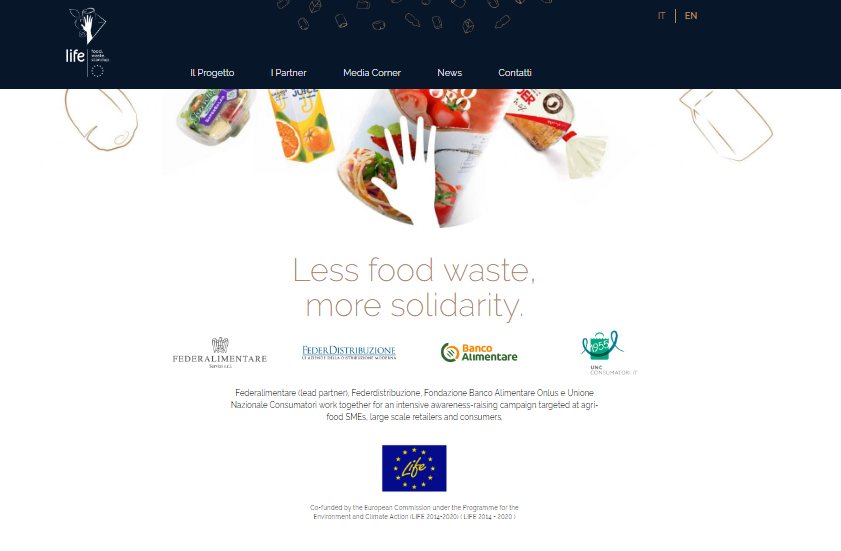 IT | EN
life food. waste. standup
Il Progetto I Partner Media Corner News Contatti
JUICE
Less food waste,
more solidarity.
FEDERALIMENTARE
Servizi s.r.l.
FEDERDISTRIBUZIONE
LE AZIENDE DELLA DISTRIBUZIONE MODERNA
Banco
Alimentare
1955
UNC
CONSUMATORI.IT
Federalimentare (lead partner), Federdistribuzione, Fondazione Banco Alimentare Onlus e Unione
Nazionale Consumatori work together for an intensive awareness-raising campaign targeted at agri-
food SMEs, large scale retailers and consumers.
Life
Co-funded by the European Commission under the Programme for the
Environment and Climate Action (LIFE 2014-2020) ( LIFE 2014 - 2020 )